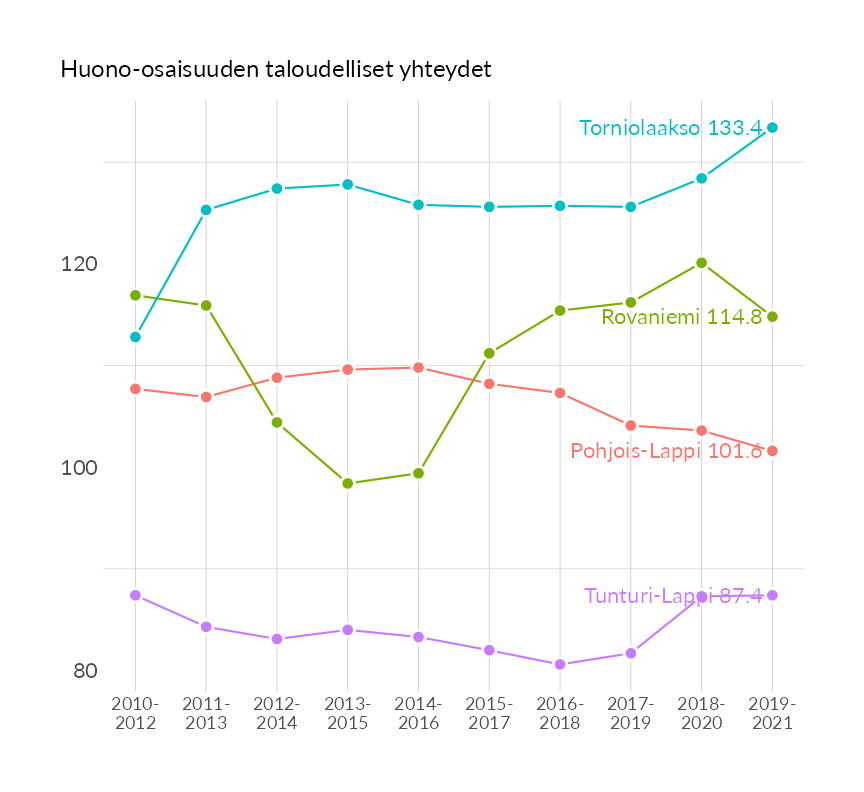 Huono-osaisuuden taloudelliset yhteydet
Torniolaakso 133.4
120
Rovaniemi 114.8
Pohjois-Lappi 101.6
100
Tunturi-Lappi 87.4
80
2010- 2011- 2012- 2013- 2014- 2015- 2016- 2017- 2018- 2019-
2012 2013 2014 2015 2016 2017 2018 2019 2020 2021